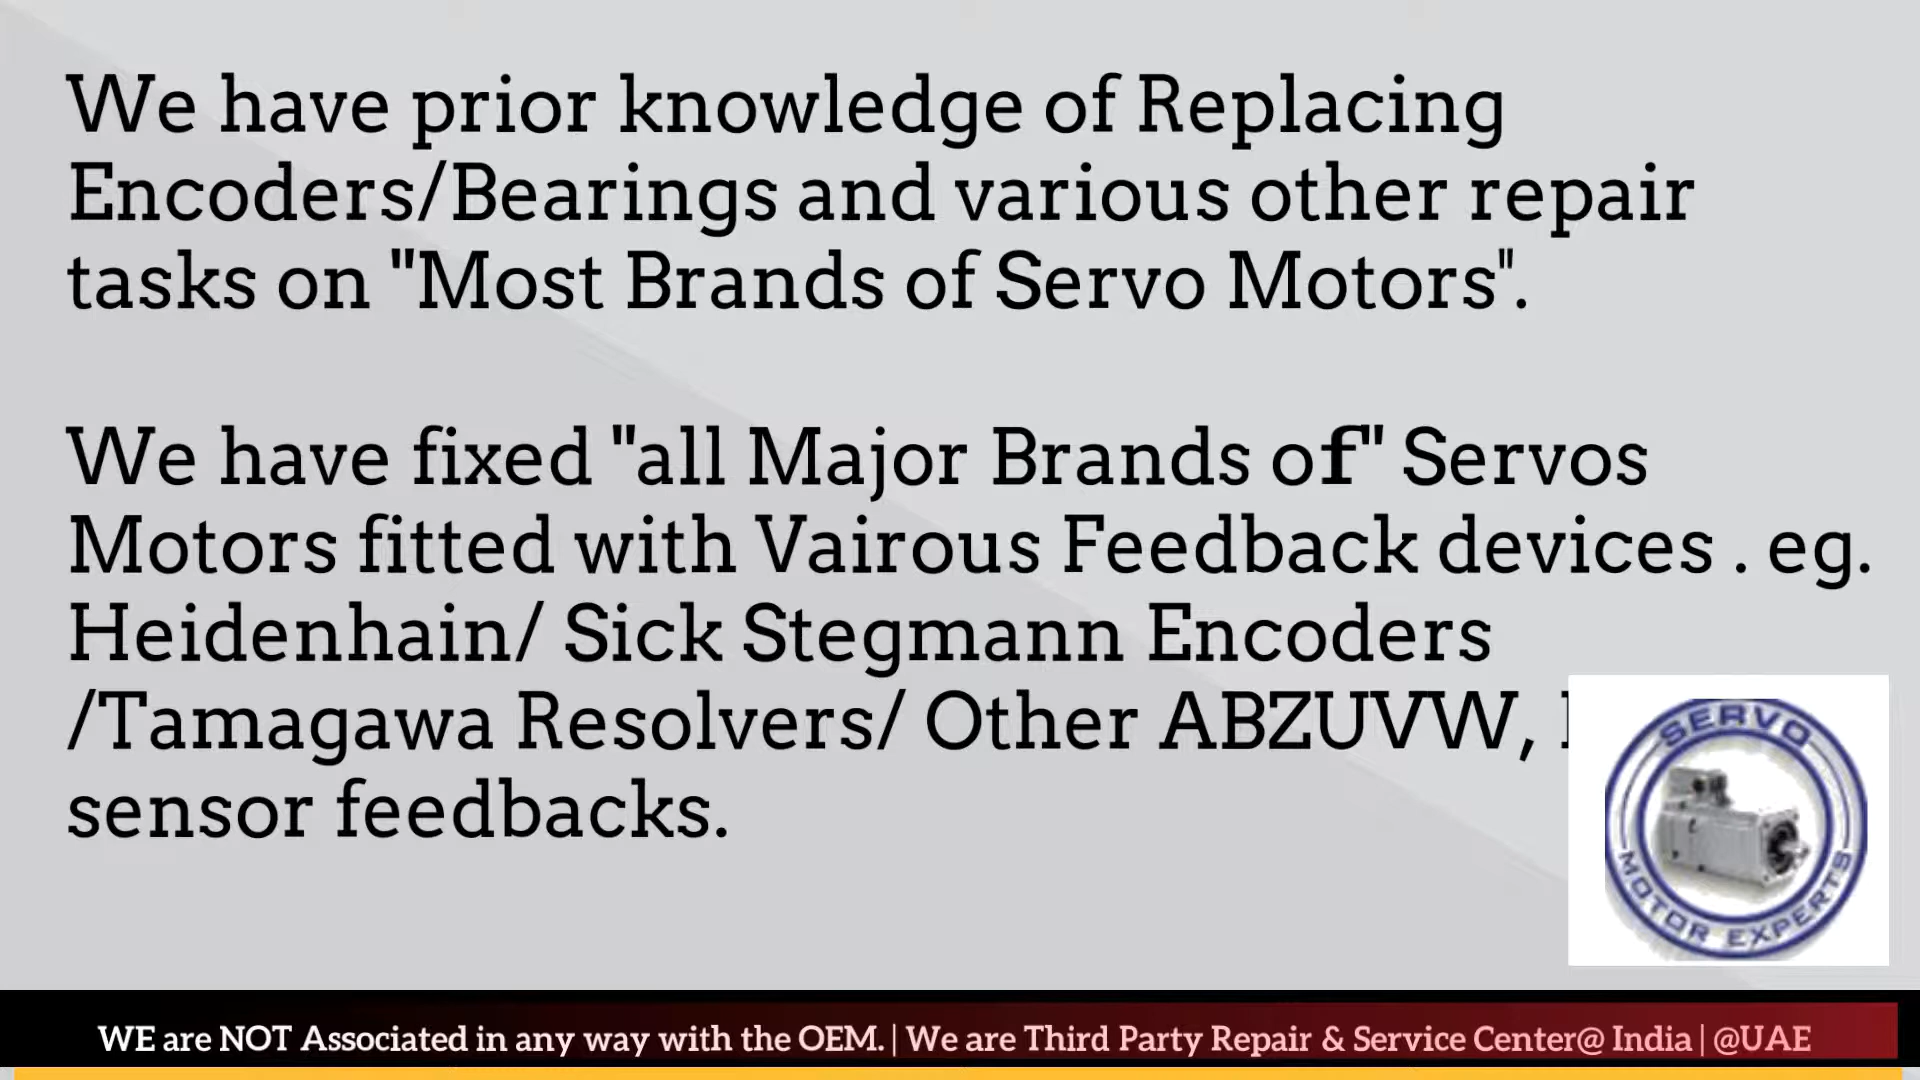 We have prior knowledge of Replacing
Encoders/Bearings and various other repair
tasks on "Most Brands of Servo Motors".
We have fixed "all Major Brands of" Servos
Motors fitted with Vairous Feedback devices . eg.
Heidenhain/ Sick Stegmann Encoders
/Tamagawa Resolvers/ Other ABZUVW,
sensor feedbacks.
SERVO
MOTOR EXPERTS
WE are NOT Associated in any way with the OEM. | We are Third Party Repair & Service Center@ India | @UAE